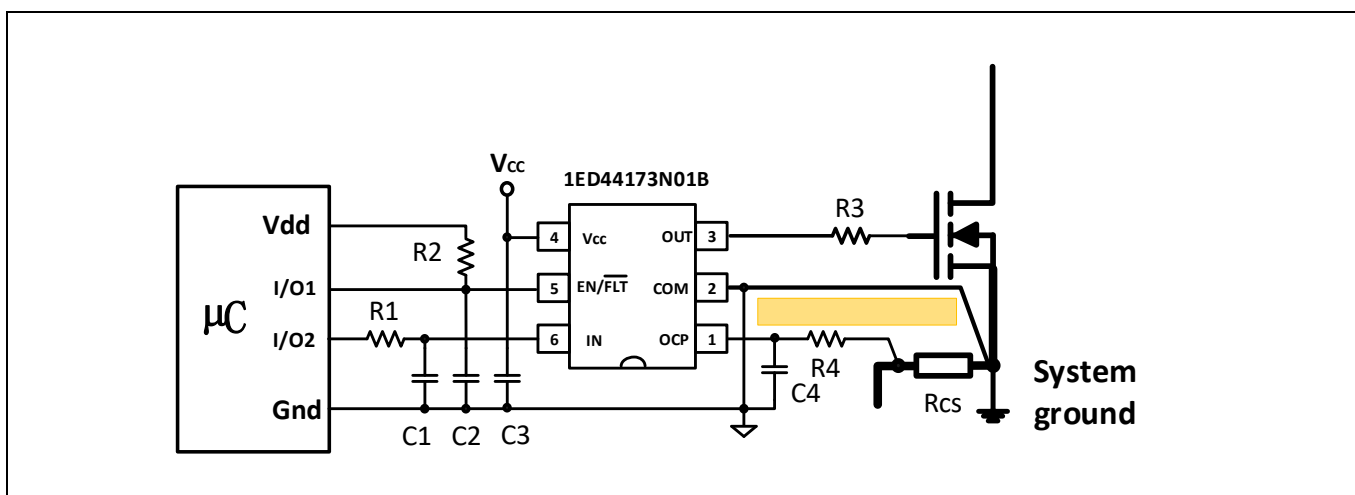 Vcc
1ED44173N01B
Vdd
R2
R3
4
Vcc
OUT
3
I/O1
5
EN/FLT
COM
2
μC
R1
I/O2
6
IN
OCP
1
R4
C4
Gnd
Rcs
System
ground
C1
C2
C3